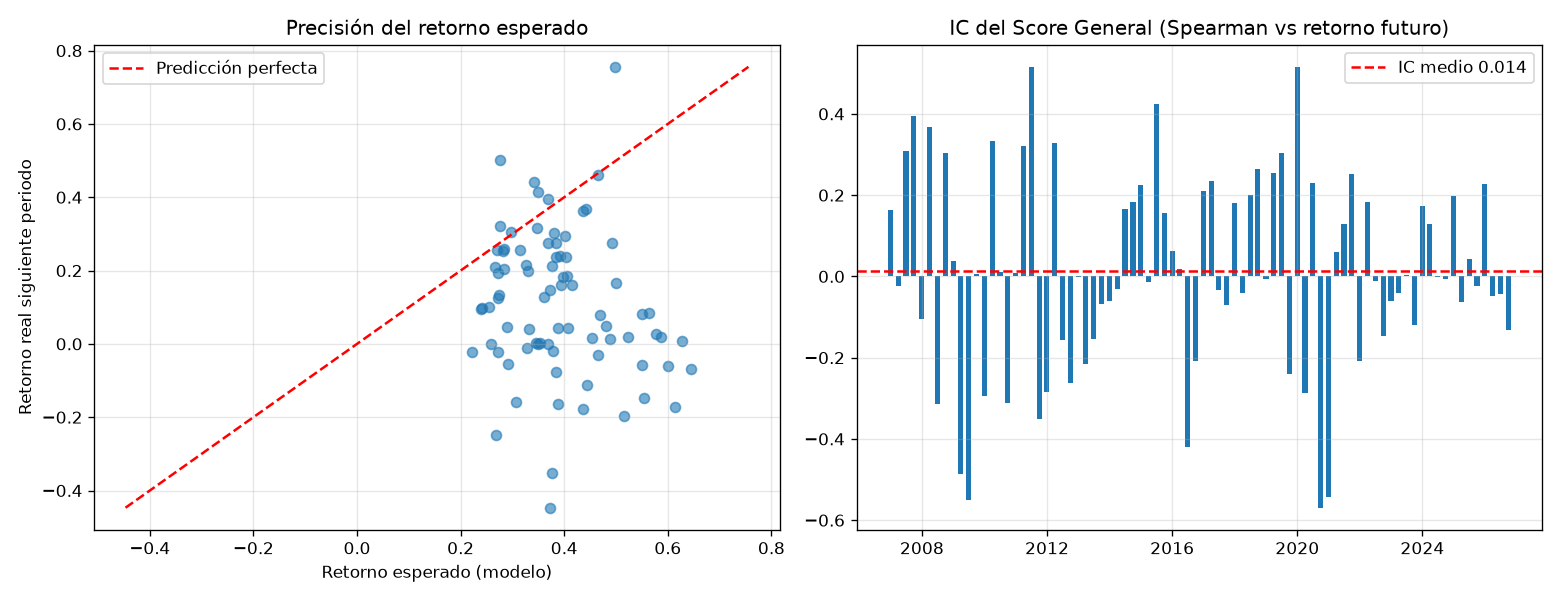 Precisión del retorno esperado
Predicción perfecta
Retorno real siguiente periodo
0.8
0.6
0.4
0.2
0.0
−0.2
−0.4
−0.4 −0.2 0.0 0.2 0.4 0.6 0.8
Retorno esperado (modelo)
IC del Score General (Spearman vs retorno futuro)
IC medio 0.014
0.4
0.2
0.0
−0.2
−0.4
−0.6
2008 2012 2016 2020 2024